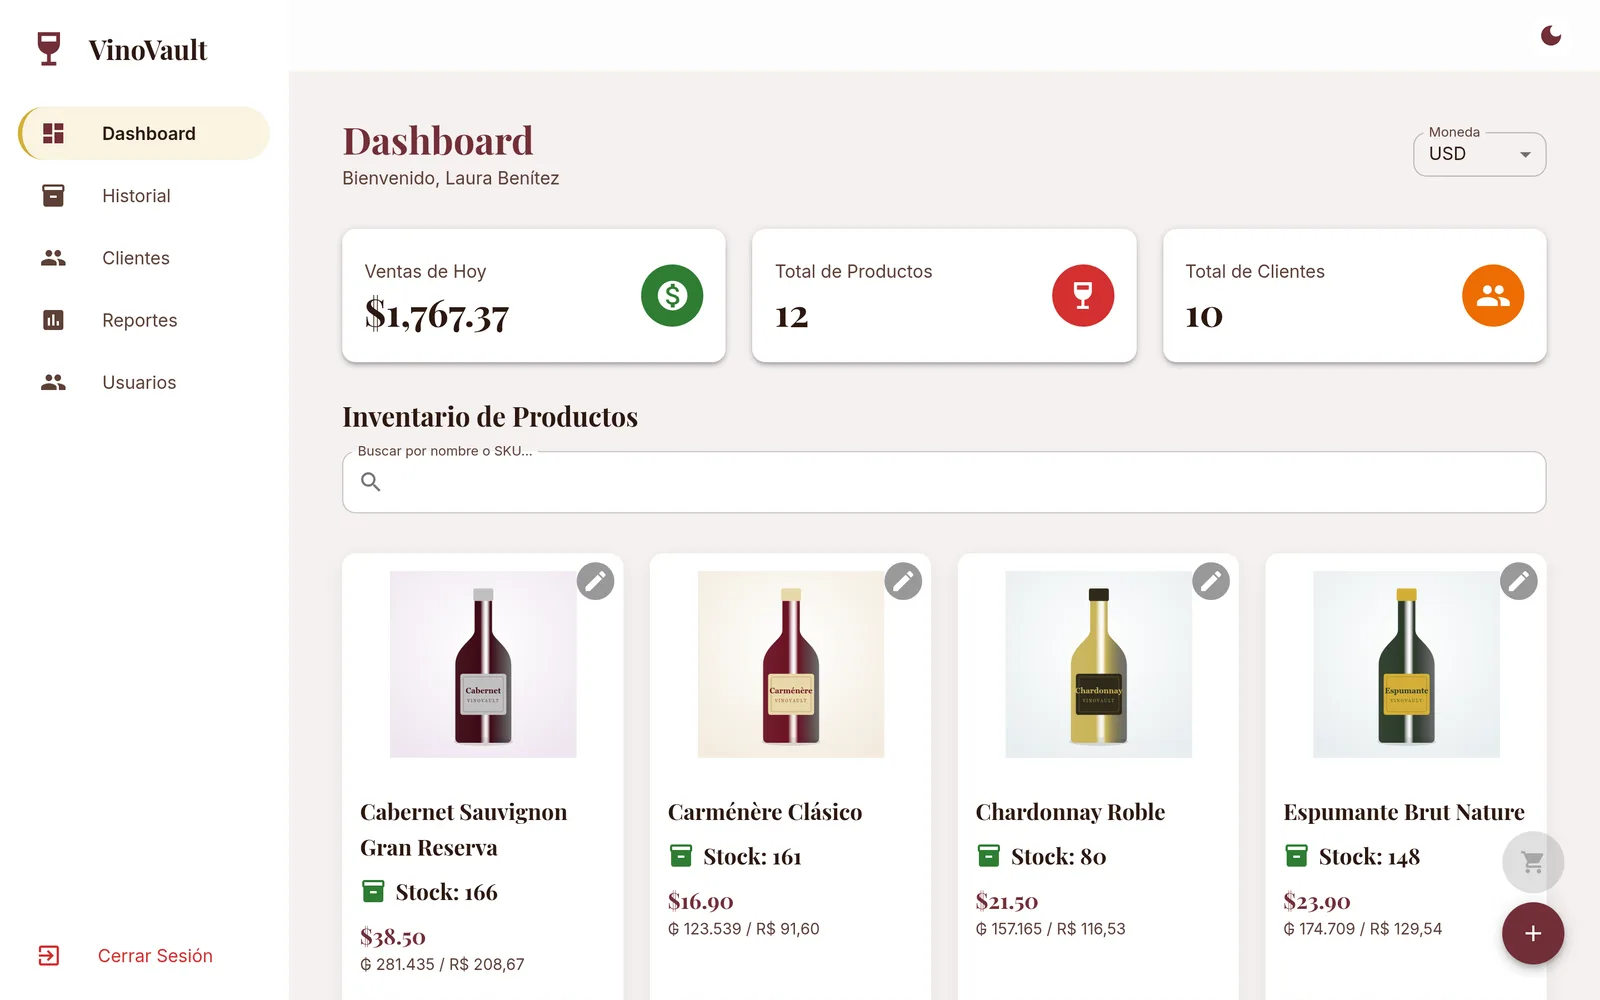 VinoVault
Dashboard
Historial
Clientes
Reportes
Usuarios
Cerrar Sesión
Dashboard
Bienvenido, Laura Benítez
Moneda
USD
Ventas de Hoy
$1,767.37
Total de Productos
12
Total de Clientes
10
Inventario de Productos
Buscar por nombre o SKU...
Cabernet
VINOVAULT
Cabernet Sauvignon
Gran Reserva
Stock: 166
$38.50
₲ 281.435 / R$ 208,67
Carménère
VINOVAULT
Carménère Clásico
Stock: 161
$16.90
₲ 123.539 / R$ 91,60
Chardonnay
VINOVAULT
Chardonnay Roble
Stock: 80
$21.50
₲ 157.165 / R$ 116,53
Espumante
VINOVAULT
Espumante Brut Nature
Stock: 148
$23.90
₲ 174.709 / R$ 129,54